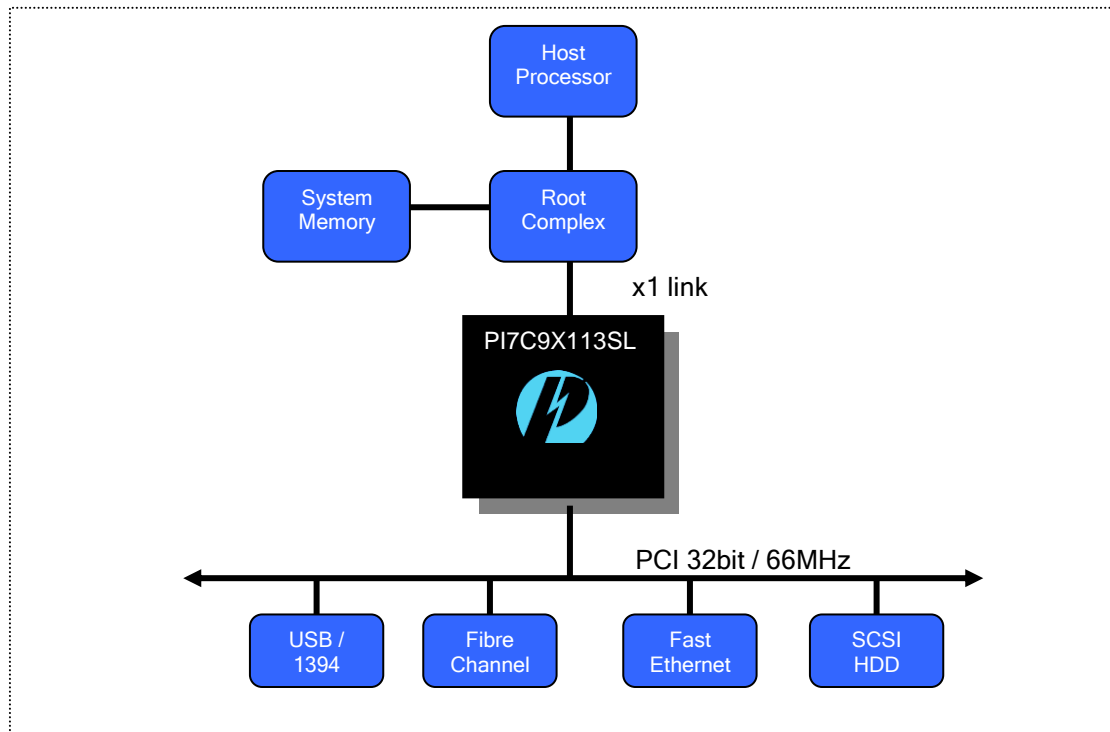 Host
Processor
System
Memory
Root
Complex
x1 link
PI7C9X113SL
PCI 32bit / 66MHz
USB /
1394
Fibre
Channel
Fast
Ethernet
SCSI
HDD